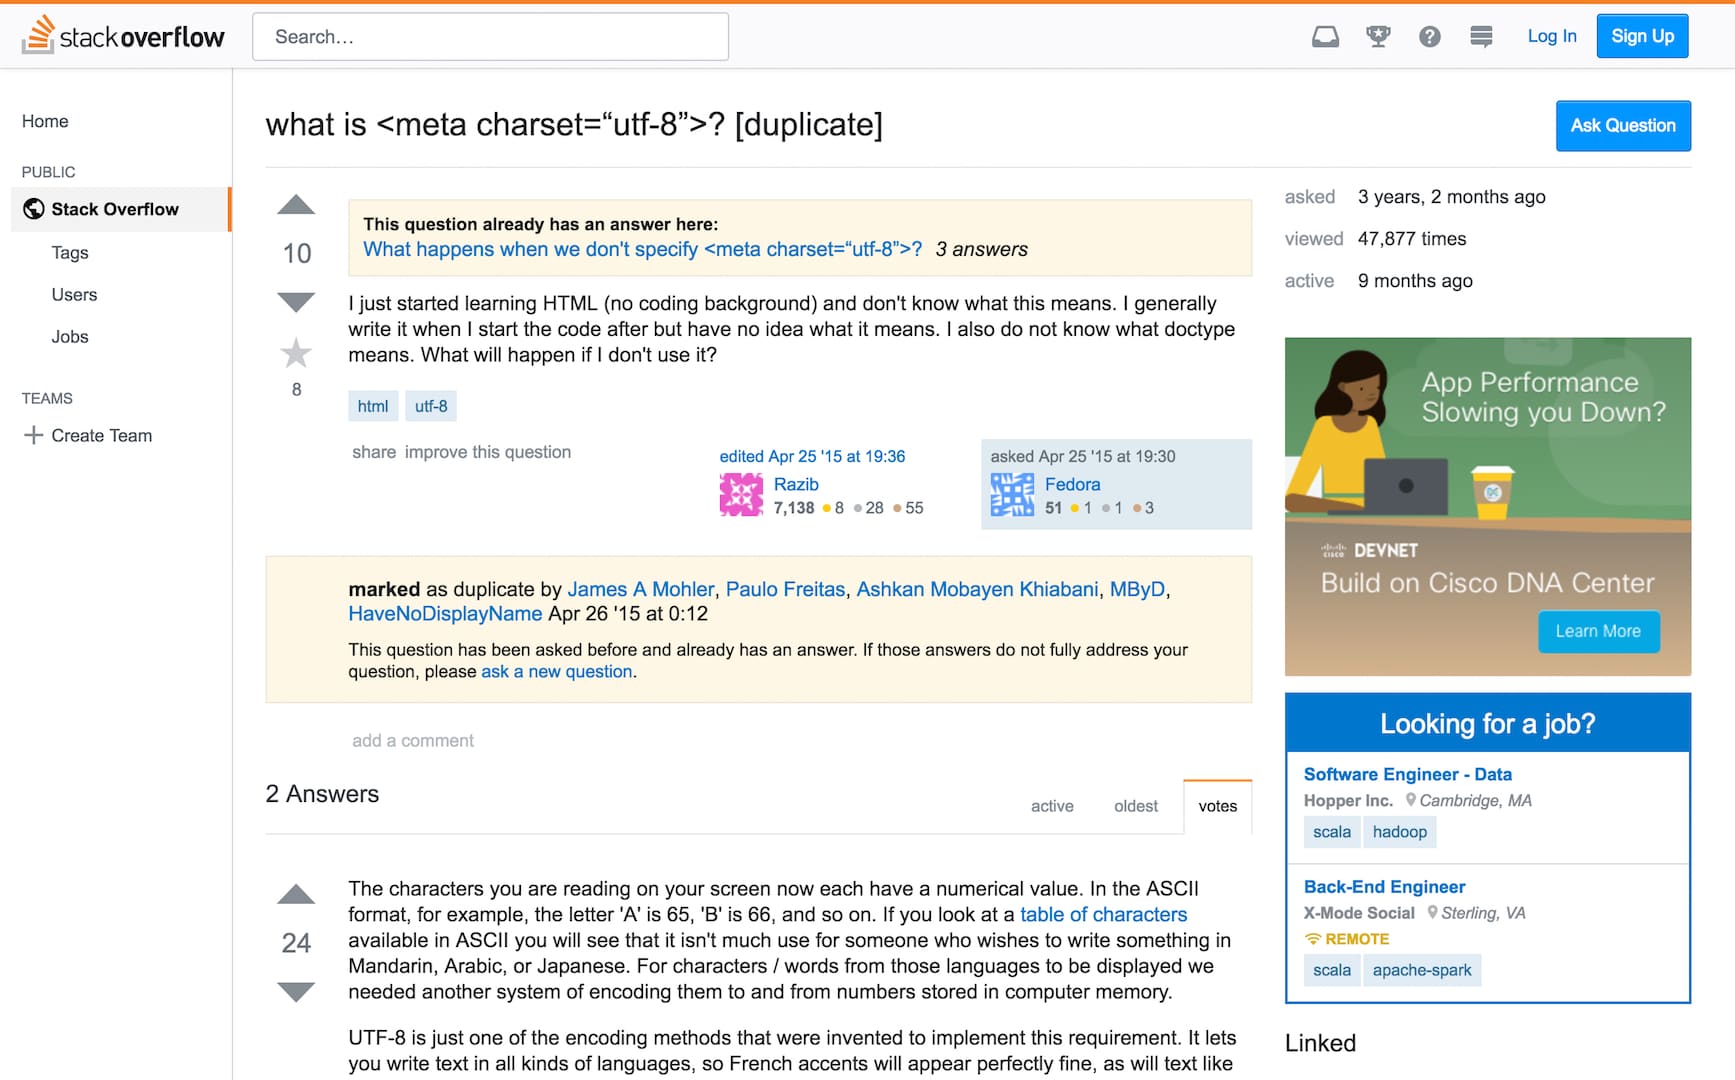 stackoverflow
Search…
Log In
Sign Up
Home
PUBLIC
Stack Overflow
Tags
Users
Jobs
TEAMS
Create Team
what is <meta charset=“utf-8”>? [duplicate]
Ask Question
10
8
This question already has an answer here:
What happens when we don't specify <meta charset=“utf-8”>? 3 answers
I just started learning HTML (no coding background) and don't know what this means. I generally
write it when I start the code after but have no idea what it means. I also do not know what doctype
means. What will happen if I don't use it?
html utf-8
share improve this question
edited Apr 25 '15 at 19:36
Razib
7,138 8 28 55
asked Apr 25 '15 at 19:30
Fedora
51 1 1 3
marked as duplicate by James A Mohler, Paulo Freitas, Ashkan Mobayen Khiabani, MByD,
HaveNoDisplayName Apr 26 '15 at 0:12
This question has been asked before and already has an answer. If those answers do not fully address your
question, please ask a new question.
add a comment
2 Answers
active oldest votes
24
The characters you are reading on your screen now each have a numerical value. In the ASCII
format, for example, the letter 'A' is 65, 'B' is 66, and so on. If you look at a table of characters
available in ASCII you will see that it isn't much use for someone who wishes to write something in
Mandarin, Arabic, or Japanese. For characters / words from those languages to be displayed we
needed another system of encoding them to and from numbers stored in computer memory.
UTF-8 is just one of the encoding methods that were invented to implement this requirement. It lets
you write text in all kinds of languages, so French accents will appear perfectly fine, as will text like
asked 3 years, 2 months ago
viewed 47,877 times
active 9 months ago
App Performance
Slowing you Down?
CISCO DEVNET
Build on Cisco DNA Center
Learn More
Looking for a job?
Software Engineer - Data
Hopper Inc. Cambridge, MA
scala hadoop
Back-End Engineer
X-Mode Social Sterling, VA
REMOTE
scala apache-spark
Linked